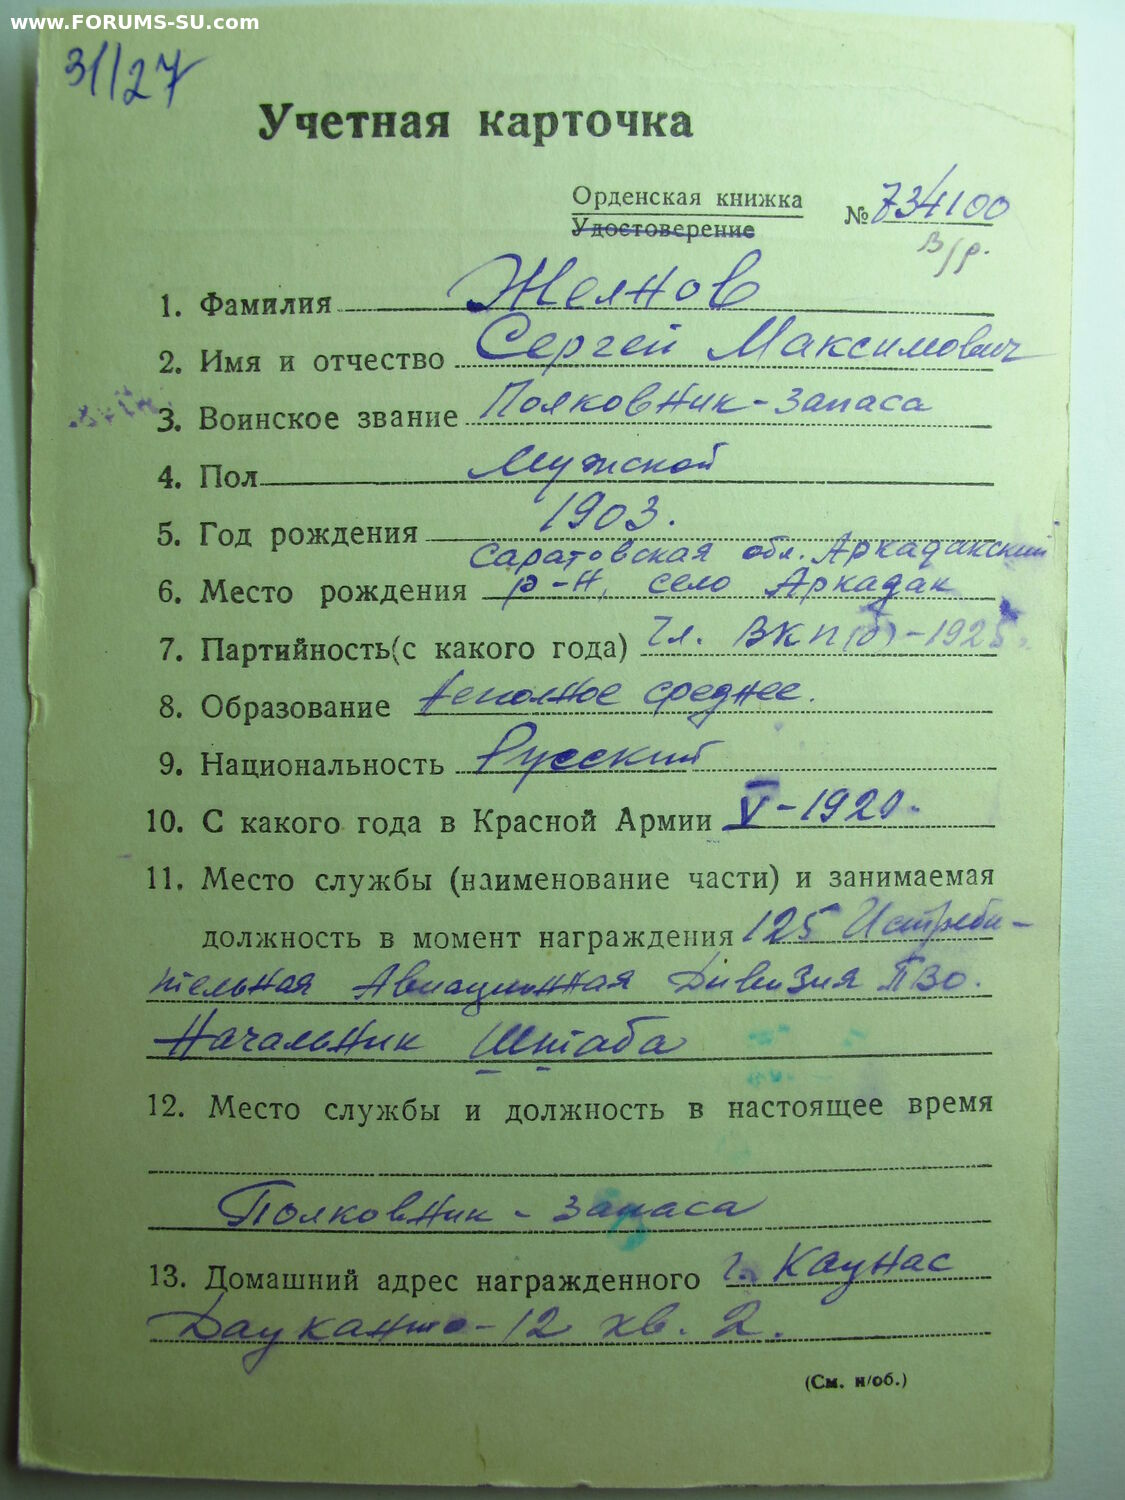 www.FORUMS-SU.com
31/127
Учетная карточка
Орденская книжка № 734100
Удостоверение
в/р.
1. Фамилия Желнов
2. Имя и отчество Сергей Максимович
3. Воинское звание Полковник-запаса
4. Пол Мужской
5. Год рождения 1903.
Саратовская обл. Аркадакский
6. Место рождения р-н, село Аркадак
7. Партийность (с какого года) Чл. ВКП(б)-1925
8. Образование Неполное среднее.
9. Национальность Русский
10. С какого года в Красной Армии V-1920.
11. Место службы (наименование части) и занимаемая
должность в момент награждения 125 Истреби-
тельная Авиационная Дивизия ПВО.
Начальник Штаба
12. Место службы и должность в настоящее время
Полковник - запаса
13. Домашний адрес награжденного г. Каунас
Дауканто-12 кв. 2.
(См. н/об.)